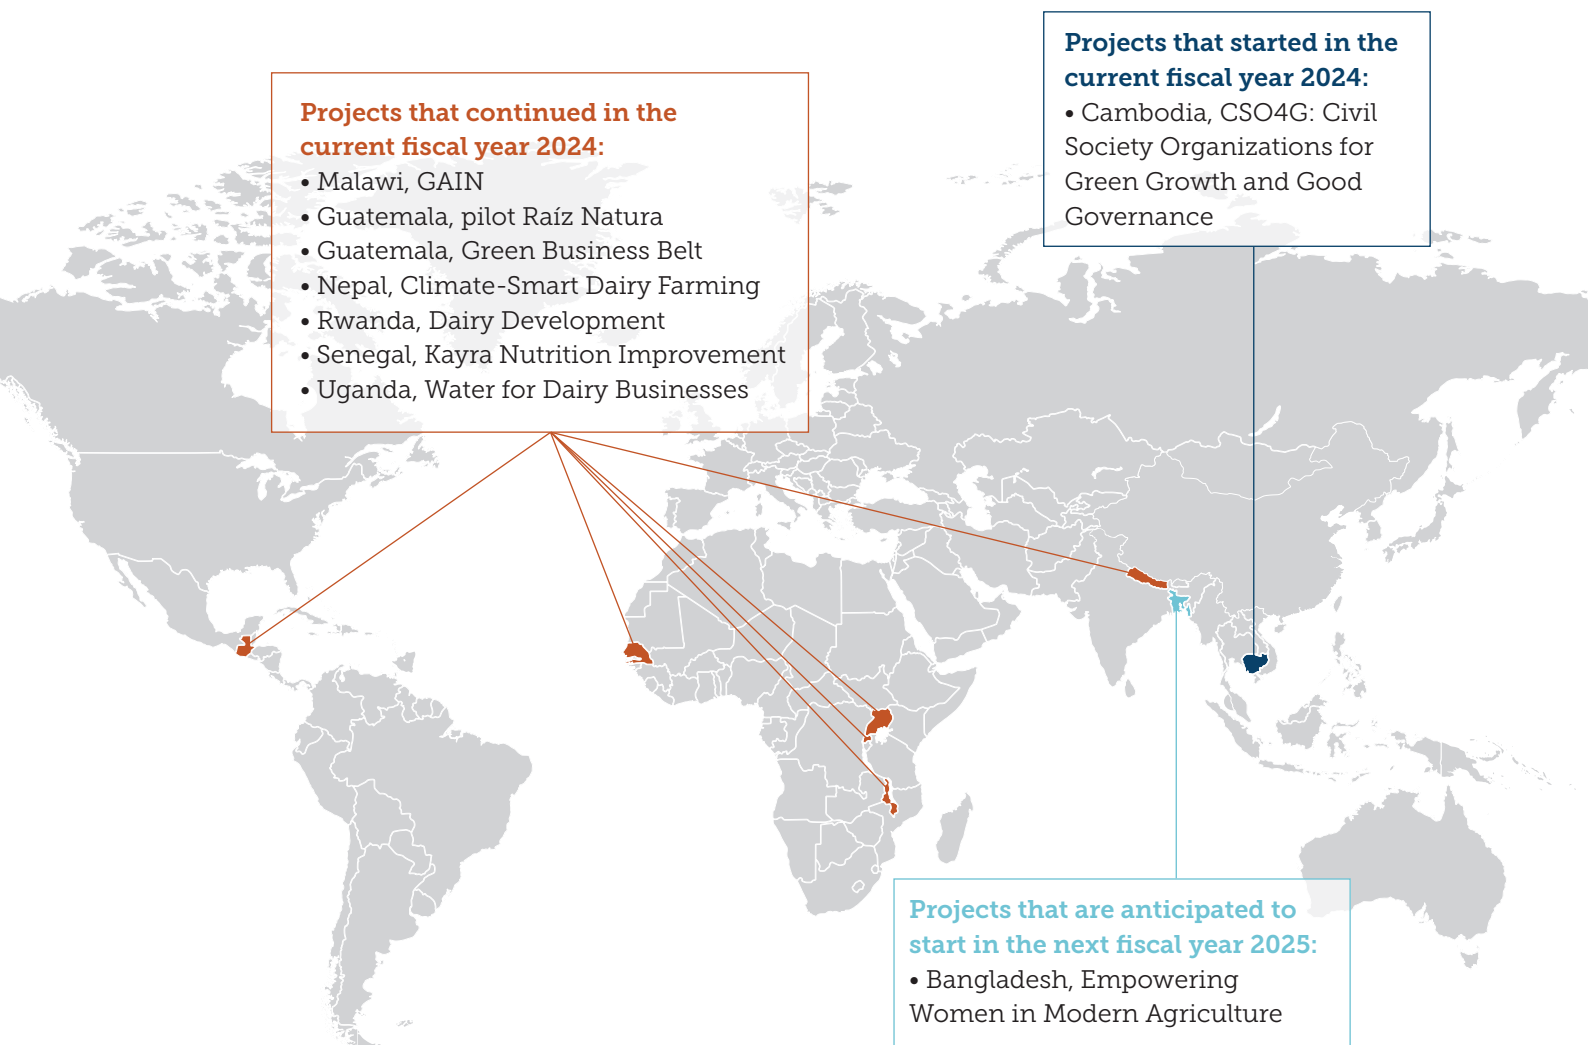 Projects that continued in the
current fiscal year 2024:
• Malawi, GAIN
• Guatemala, pilot Raíz Natura
• Guatemala, Green Business Belt
• Nepal, Climate-Smart Dairy Farming
• Rwanda, Dairy Development
• Senegal, Kayra Nutrition Improvement
• Uganda, Water for Dairy Businesses
Projects that started in the
current fiscal year 2024:
• Cambodia, CSO4G: Civil
Society Organizations for
Green Growth and Good
Governance
Projects that are anticipated to
start in the next fiscal year 2025:
• Bangladesh, Empowering
Women in Modern Agriculture